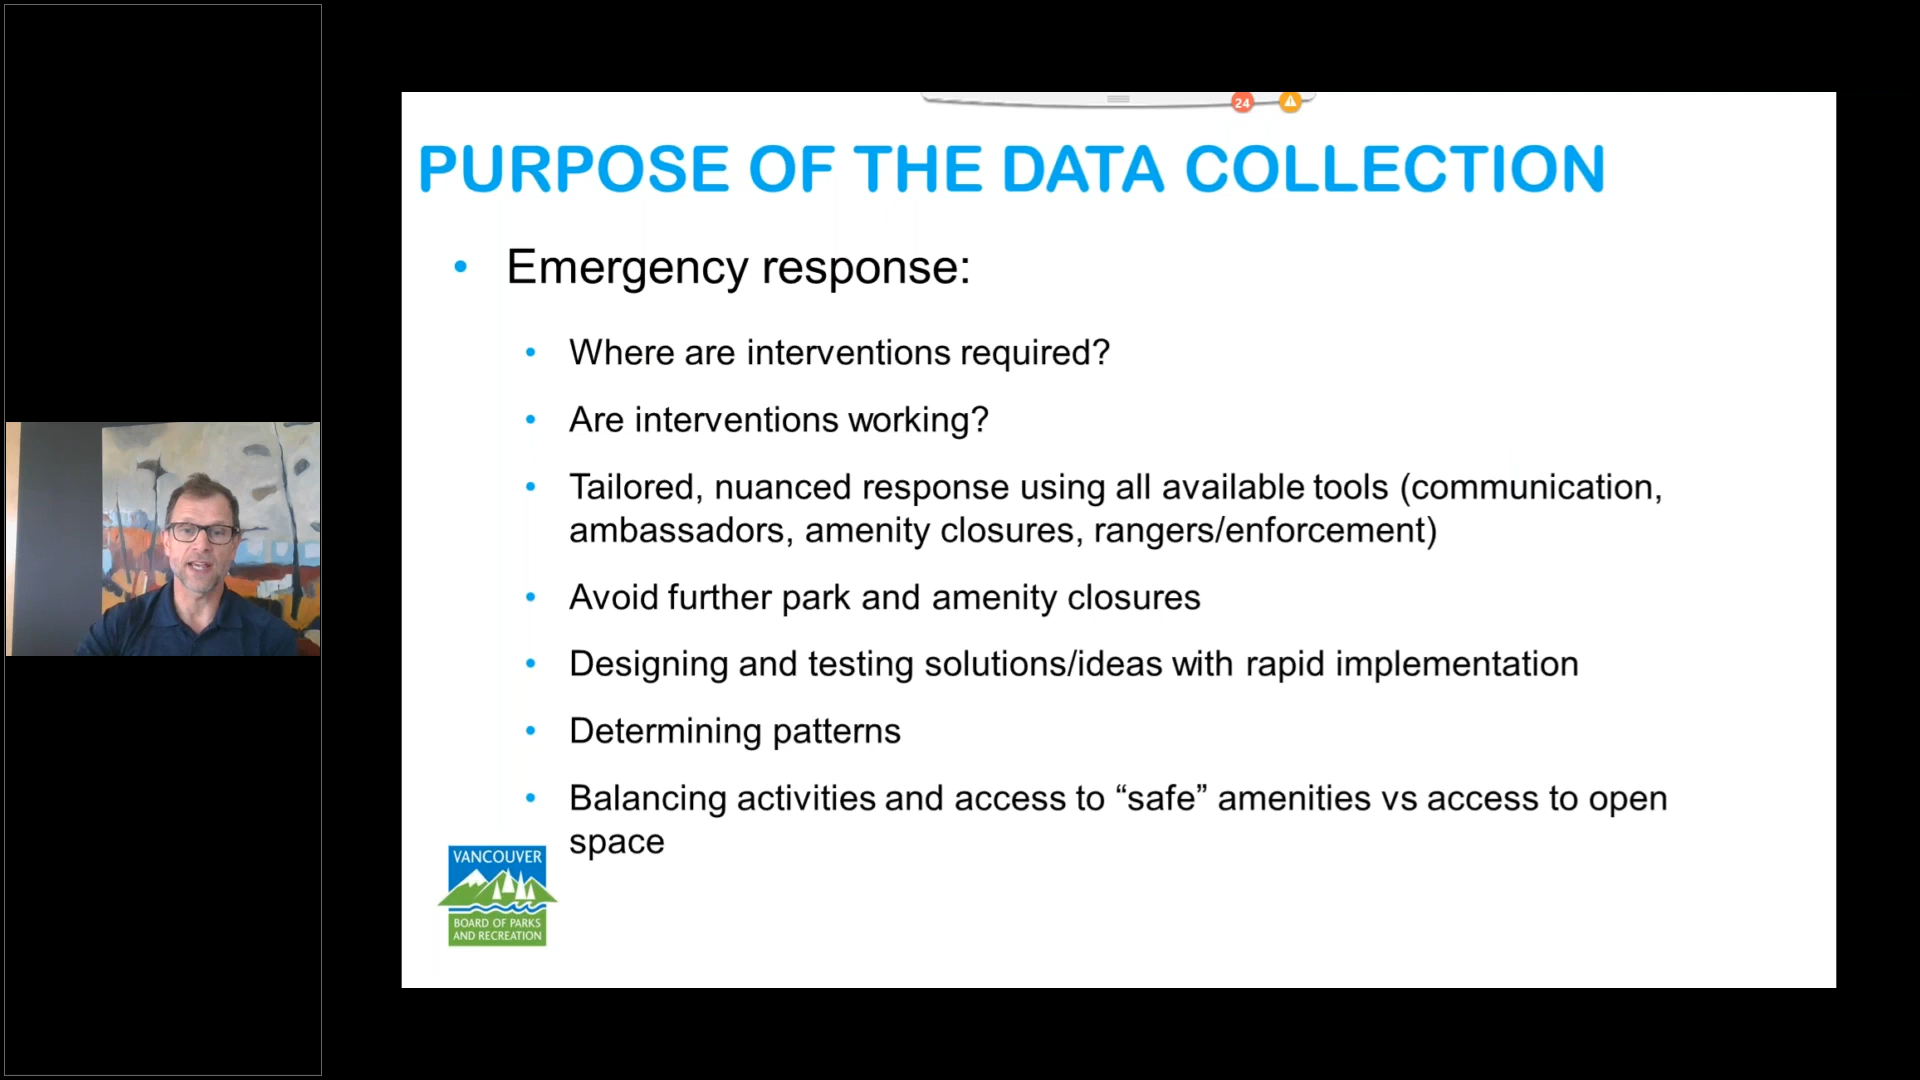 24
PURPOSE OF THE DATA COLLECTION
• Emergency response:
• Where are interventions required?
• Are interventions working?
• Tailored, nuanced response using all available tools (communication,
ambassadors, amenity closures, rangers/enforcement)
• Avoid further park and amenity closures
• Designing and testing solutions/ideas with rapid implementation
• Determining patterns
• Balancing activities and access to “safe” amenities vs access to open
space
VANCOUVER
BOARD OF PARKS
AND RECREATION